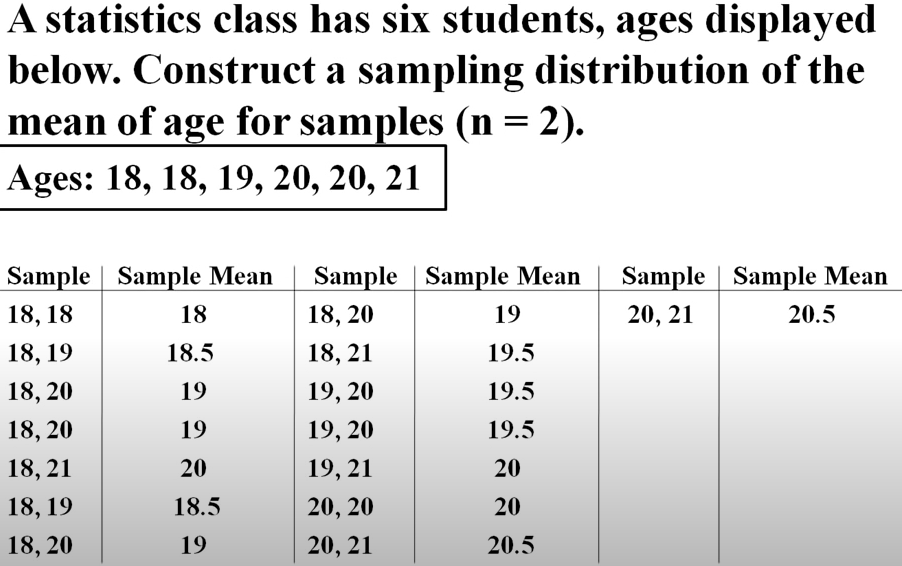 A statistics class has six students, ages displayed
below. Construct a sampling distribution of the
mean of age for samples (n = 2).
Ages: 18, 18, 19, 20, 20, 21
Sample Sample Mean Sample Sample Mean Sample Sample Mean
18, 18 18 18, 20 19 20, 21 20.5
18, 19 18.5 18, 21 19.5
18, 20 19 19, 20 19.5
18, 20 19 19, 20 19.5
18, 21 20 19, 21 20
18, 19 18.5 20, 20 20
18, 20 19 20, 21 20.5